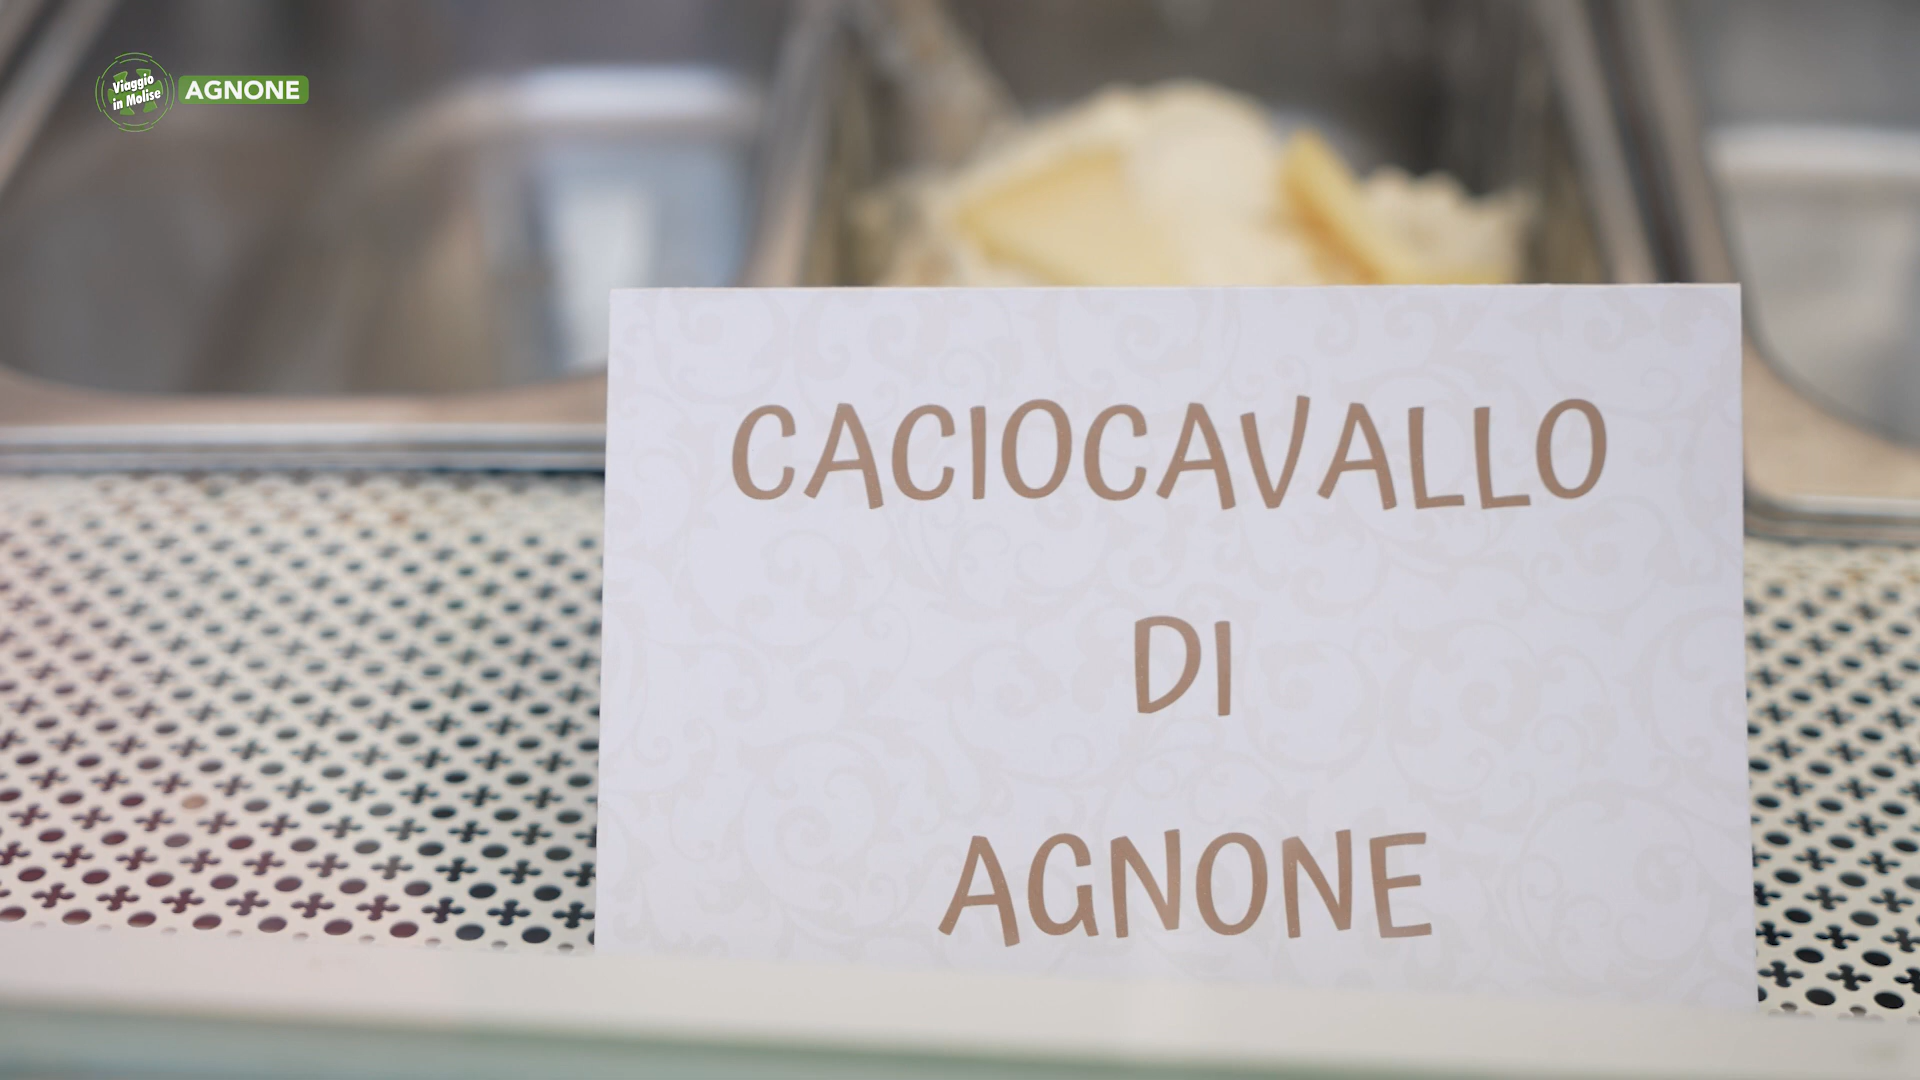 Viaggio
in Molise
AGNONE
CACIOCAVALLO
DI
AGNONE